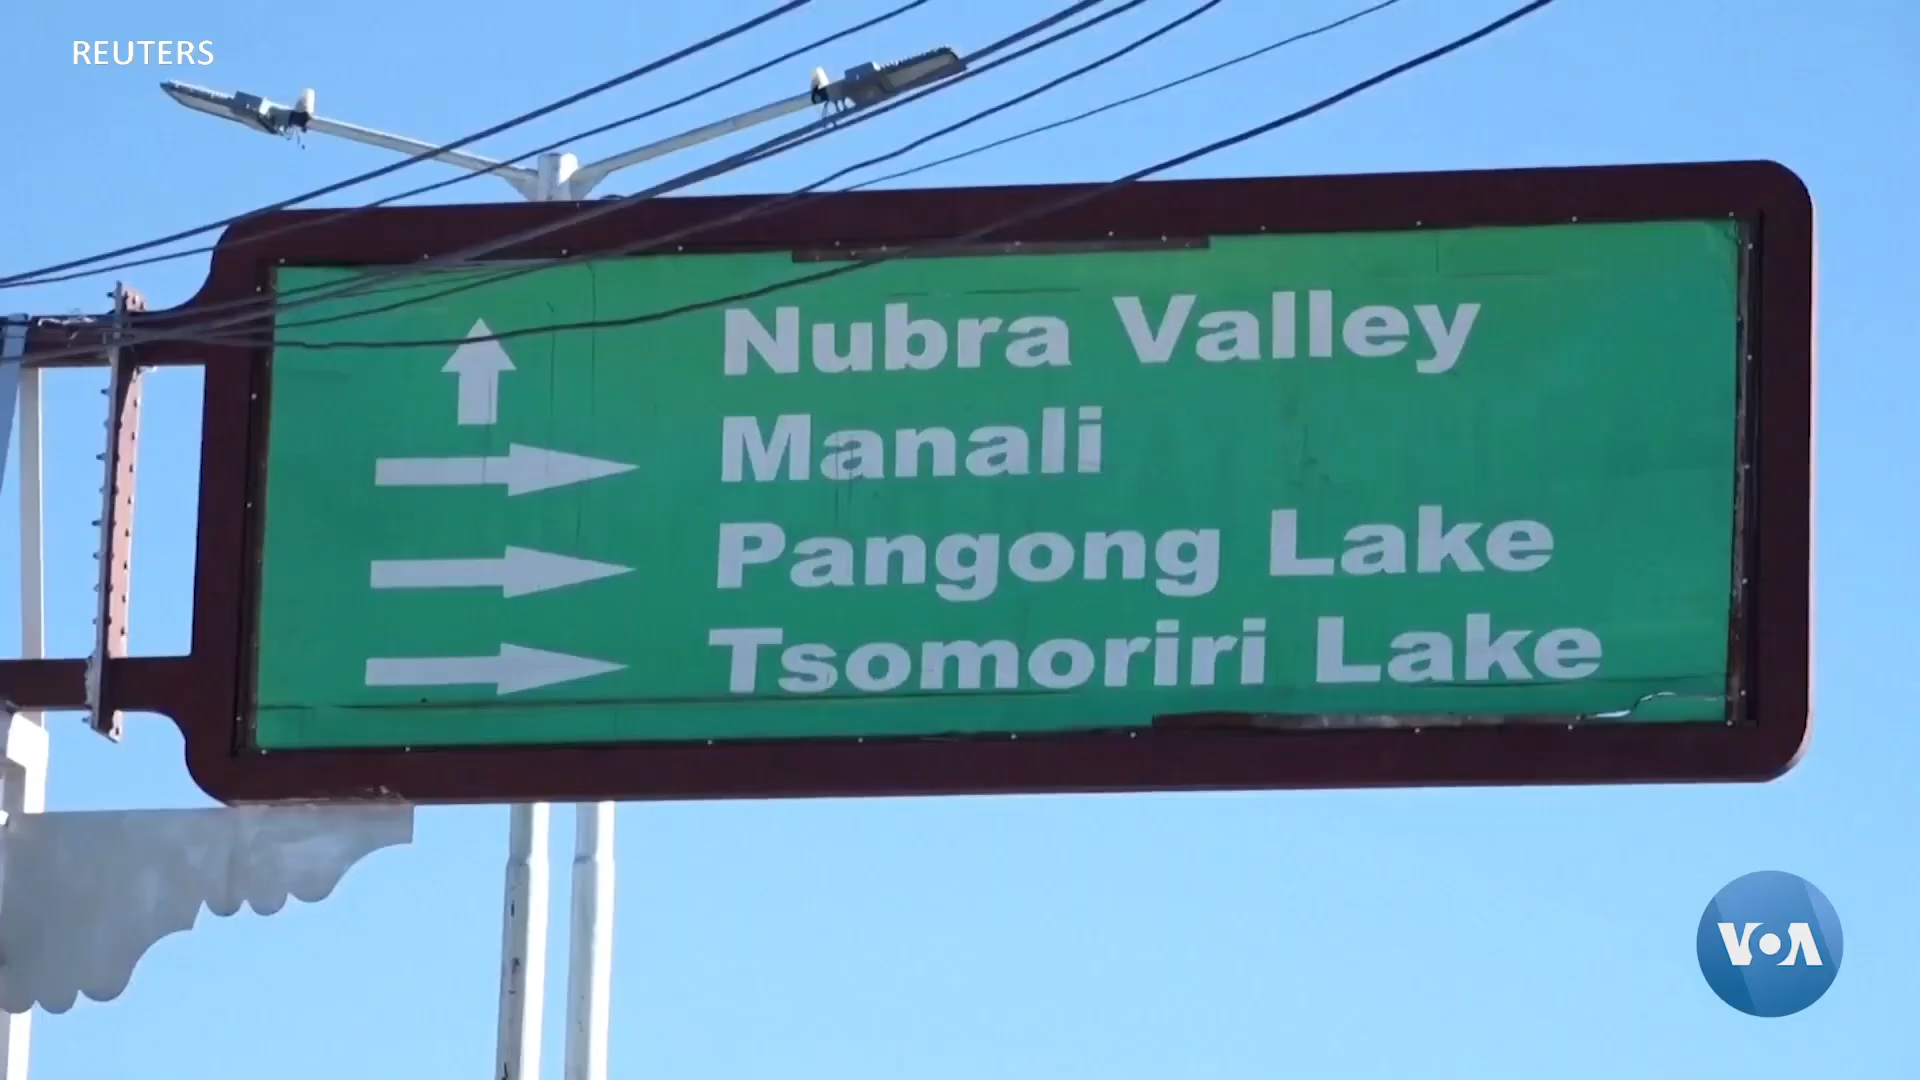 REUTERS
Nubra Valley
Manali
Pangong Lake
Tsomoriri Lake
VOA